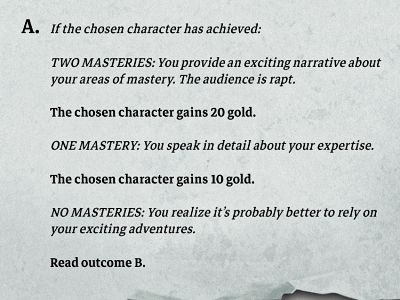 A. If the chosen character has achieved:
TWO MASTERIES: You provide an exciting narrative about
your areas of mastery. The audience is rapt.
The chosen character gains 20 gold.
ONE MASTERY: You speak in detail about your expertise.
The chosen character gains 10 gold.
NO MASTERIES: You realize it’s probably better to rely on
your exciting adventures.
Read outcome B.